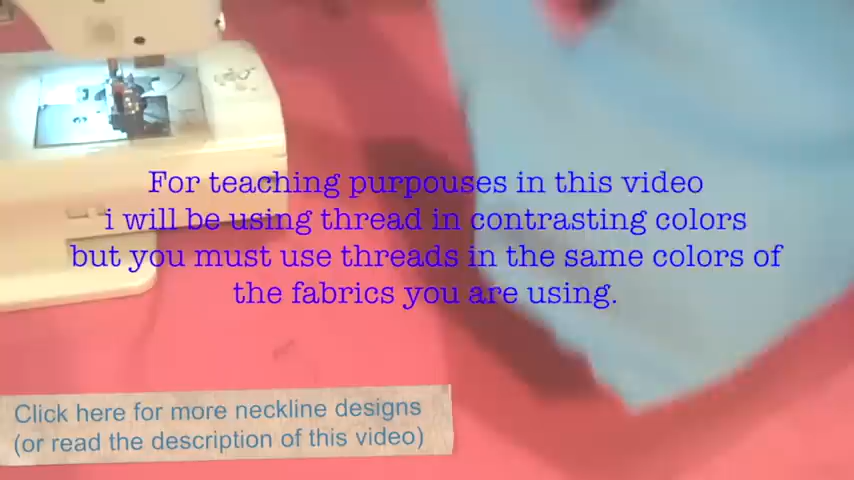 For teaching purpouses in this video
i will be using thread in contrasting colors
but you must use threads in the same colors of
the fabrics you are using.
Click here for more neckline designs
(or read the description of this video)